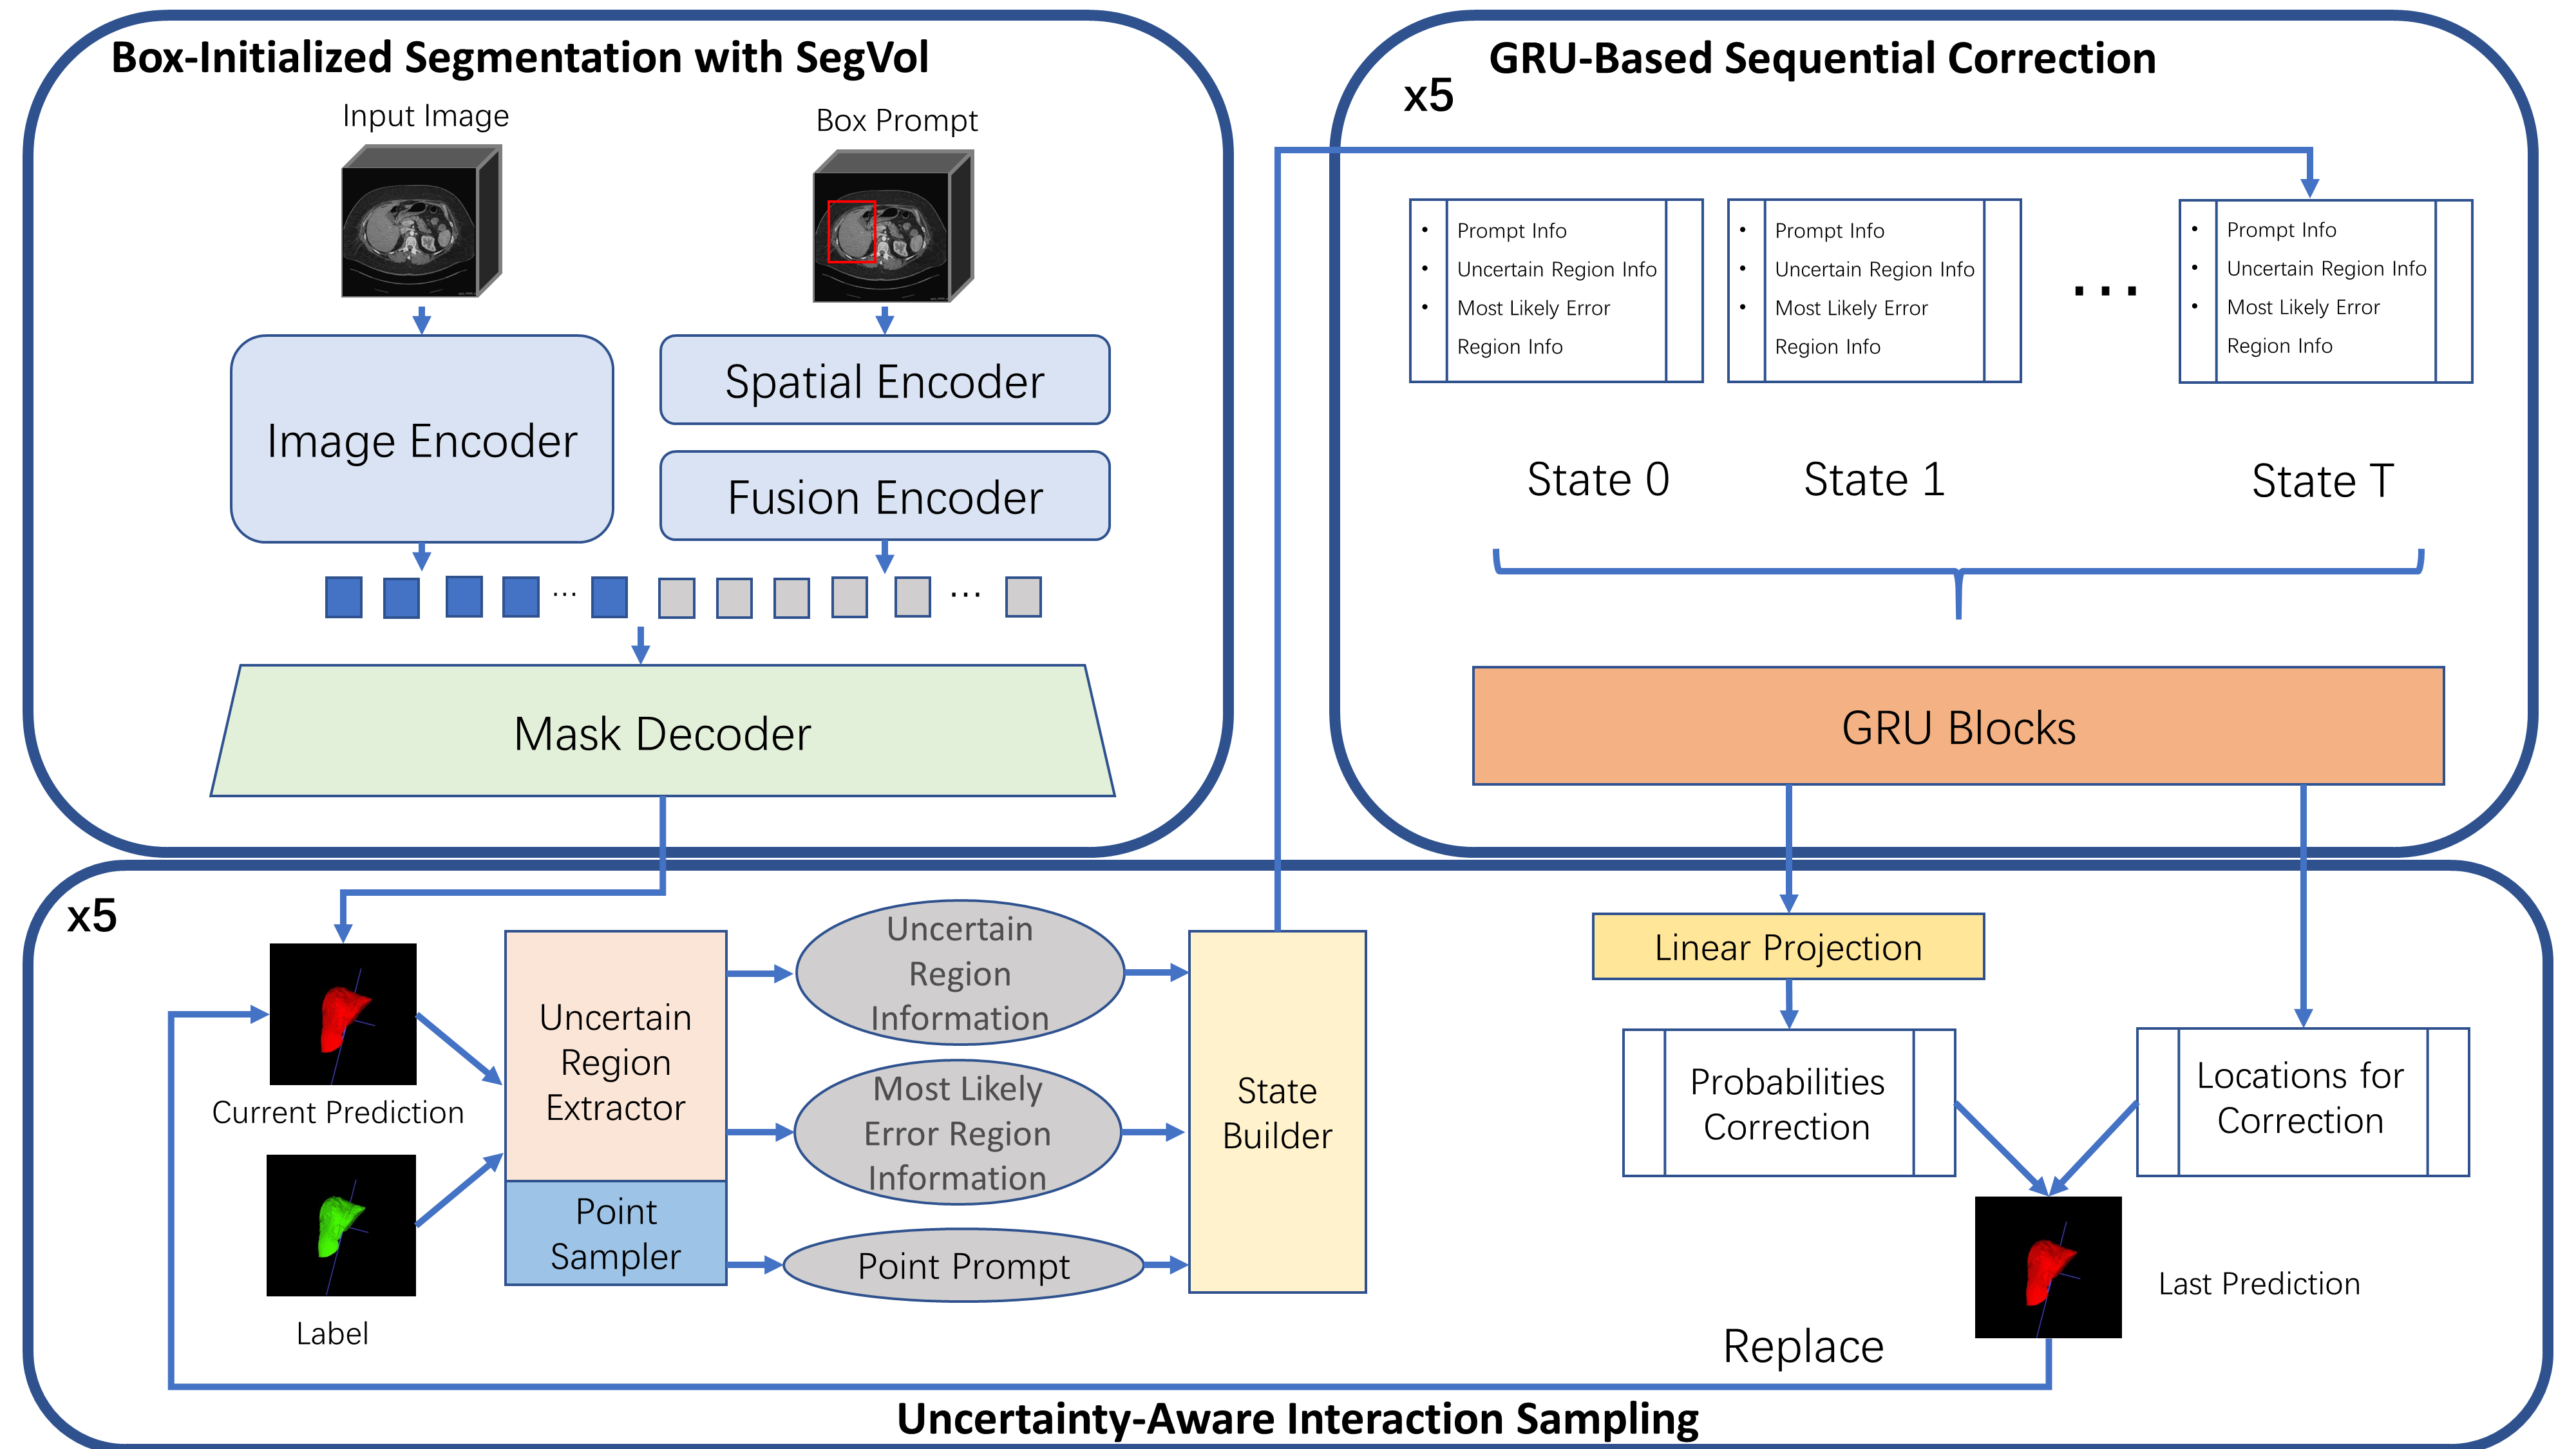 Box-Initialized Segmentation with SegVol
Input Image
Box Prompt
Image Encoder
Spatial Encoder
Fusion Encoder
...
...
Mask Decoder
GRU-Based Sequential Correction
x5
• Prompt Info
• Uncertain Region Info
• Most Likely Error
Region Info
State 0
• Prompt Info
• Uncertain Region Info
• Most Likely Error
Region Info
State 1
...
• Prompt Info
• Uncertain Region Info
• Most Likely Error
Region Info
State T
GRU Blocks
x5
Current Prediction
Label
Uncertain
Region
Extractor
Point
Sampler
Uncertain
Region
Information
Most Likely
Error Region
Information
Point Prompt
State
Builder
Linear Projection
Probabilities
Correction
Locations for
Correction
Last Prediction
Replace
Uncertainty-Aware Interaction Sampling